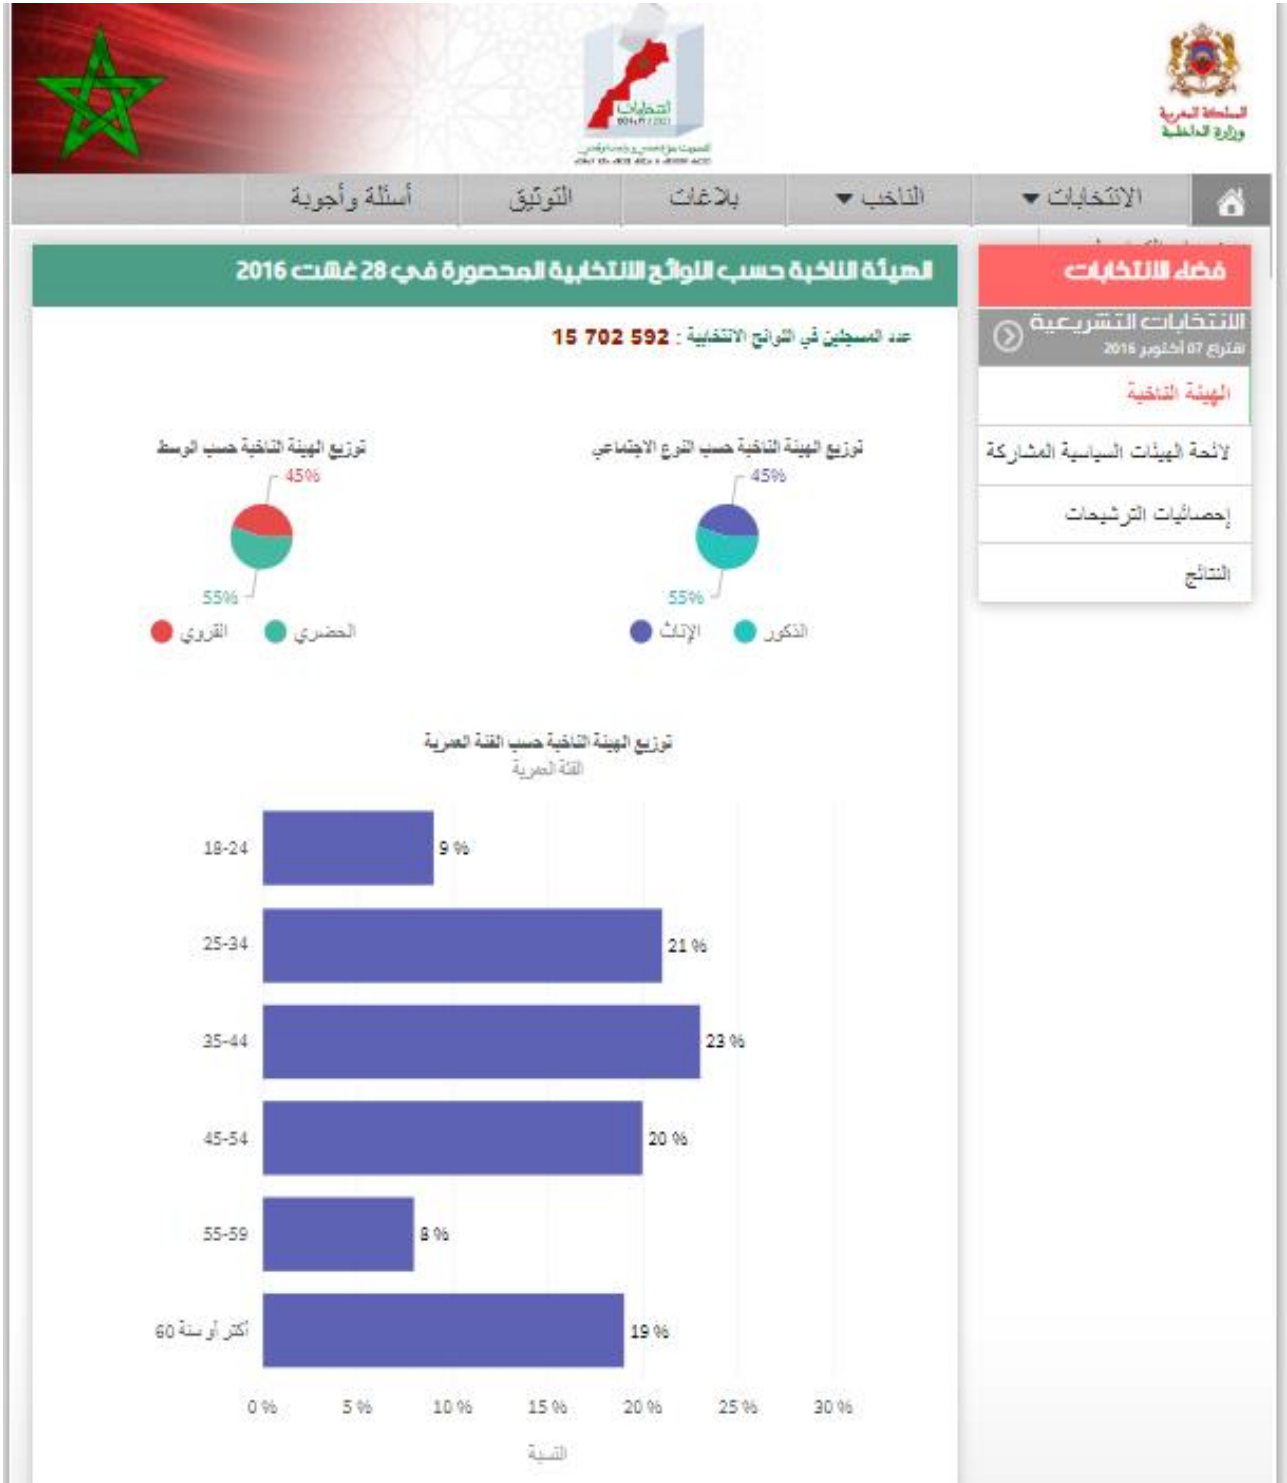 المملكة المغربية
وزارة الداخلية
انتخابات
الانتخابات
الناخب
بلاغات
التوثيق
أسئلة وأجوبة
فضاء الانتخابات
الانتخابات التشريعية
اقتراع 07 أكتوبر 2016
الهيئة الناخبة
لائحة الهيئات السياسية المشاركة
إحصائيات الترشيحات
النتائج
الهيئة الناخبة حسب اللوائح الانتخابية المحصورة في 28 غشت 2016
عدد المسجلين في اللوائح الانتخابية : 592 702 15
توزيع الهيئة الناخبة حسب النوع الاجتماعي
45%
55%
الذكور
الإناث
توزيع الهيئة الناخبة حسب الوسط
45%
55%
الحضري
القروي
توزيع الهيئة الناخبة حسب الفئة العمرية
الفئة العمرية
18-24 9 %
25-34 21 %
35-44 23 %
45-54 20 %
55-59 8 %
أكثر أو سنة 60 19 %
0 % 5 % 10 % 15 % 20 % 25 % 30 %
النسبة